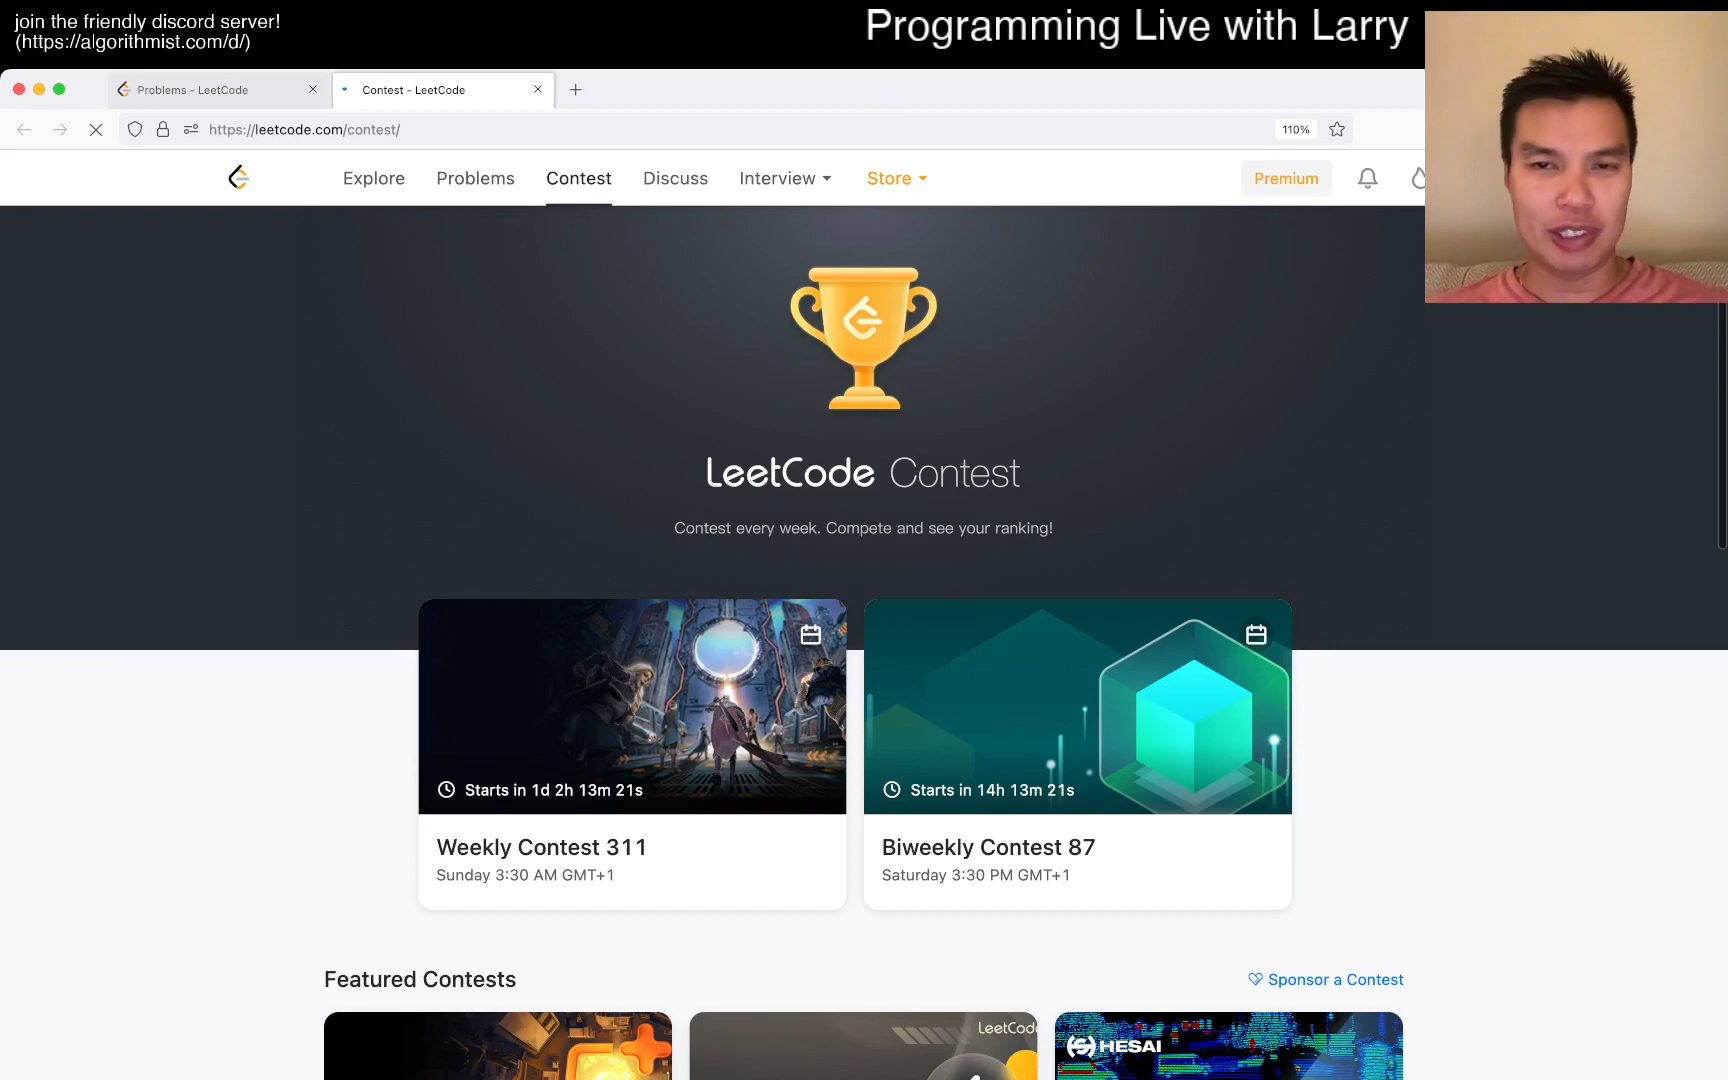 join the friendly discord server!
(https://algorithmist.com/d/)
Programming Live with Larry
Problems - LeetCode
Contest - LeetCode
https://leetcode.com/contest/
110%
Explore Problems Contest Discuss Interview Store Premium
LeetCode Contest
Contest every week. Compete and see your ranking!
Starts in 1d 2h 13m 21s
Starts in 14h 13m 21s
Weekly Contest 311
Sunday 3:30 AM GMT+1
Biweekly Contest 87
Saturday 3:30 PM GMT+1
Featured Contests
Sponsor a Contest
LeetCode
HESAI